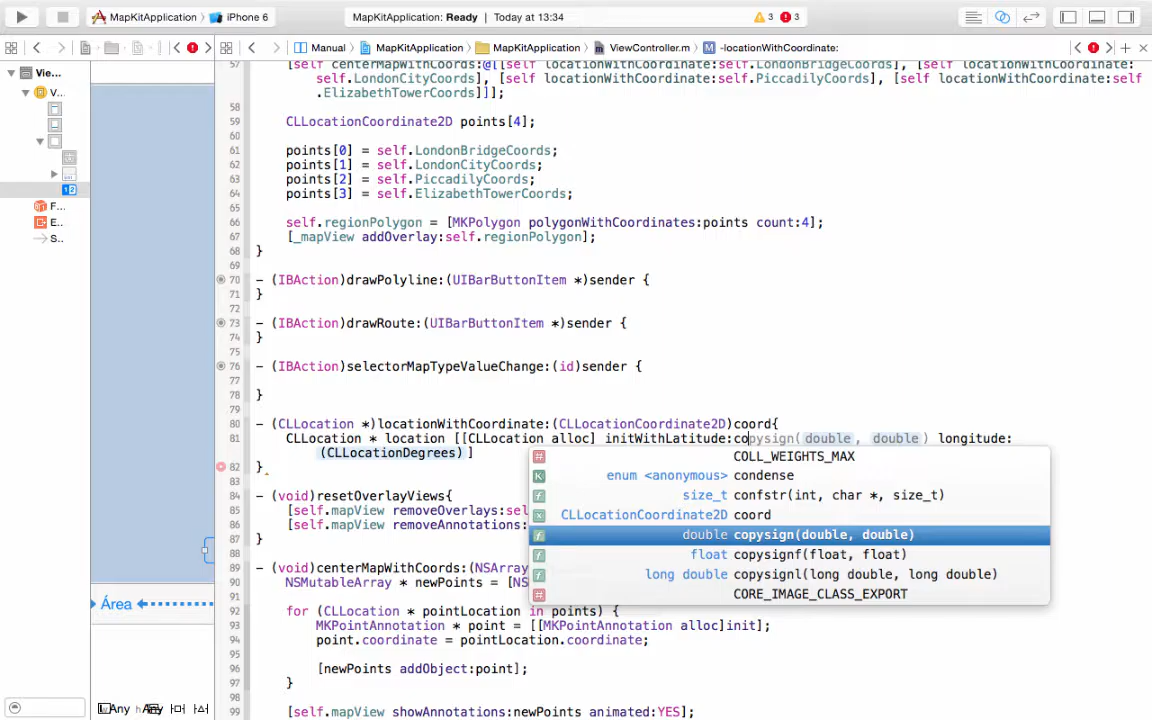 MapKitApplication
iPhone 6
MapKitApplication: Ready | Today at 13:34
3
3
Manual
MapKitApplication
MapKitApplication
ViewController.m
-locationWithCoordinate:
Vie...
V...
F...
E...
S...
Área
Any
Any
57 [self centerMapWithCoords:@[[self locationWithCoordinate:self.LondonBridgeCoords], [self locationWithCoordinate:
self.LondonCityCoords], [self locationWithCoordinate:self.PiccadilyCoords], [self locationWithCoordinate:self
.ElizabethTowerCoords]]];
58
59 CLLocationCoordinate2D points[4];
60
61 points[0] = self.LondonBridgeCoords;
62 points[1] = self.LondonCityCoords;
63 points[2] = self.PiccadilyCoords;
64 points[3] = self.ElizabethTowerCoords;
65
66 self.regionPolygon = [MKPolygon polygonWithCoordinates:points count:4];
67 [_mapView addOverlay:self.regionPolygon];
68 }
69
70 - (IBAction)drawPolyline:(UIBarButtonItem *)sender {
71 }
72
73 - (IBAction)drawRoute:(UIBarButtonItem *)sender {
74 }
75
76 - (IBAction)selectorMapTypeValueChange:(id)sender {
77
78 }
79
80 - (CLLocation *)locationWithCoordinate:(CLLocationCoordinate2D)coord{
81 CLLocation * location [[CLLocation alloc] initWithLatitude:copysign(double, double) longitude:
(CLLocationDegrees)]
82 }
83
84 - (void)resetOverlayViews{
85 [self.mapView removeOverlays:sel
86 [self.mapView removeAnnotations:
87 }
88
89 - (void)centerMapWithCoords:(NSArray
90 NSMutableArray * newPoints = [NS
91
92 for (CLLocation * pointLocation in points) {
93 MKPointAnnotation * point = [[MKPointAnnotation alloc]init];
94 point.coordinate = pointLocation.coordinate;
95
96 [newPoints addObject:point];
97 }
98
99 [self.mapView showAnnotations:newPoints animated:YES];
COLL_WEIGHTS_MAX
enum <anonymous> condense
size_t confstr(int, char *, size_t)
CLLocationCoordinate2D coord
double copysign(double, double)
float copysignf(float, float)
long double copysignl(long double, long double)
CORE_IMAGE_CLASS_EXPORT